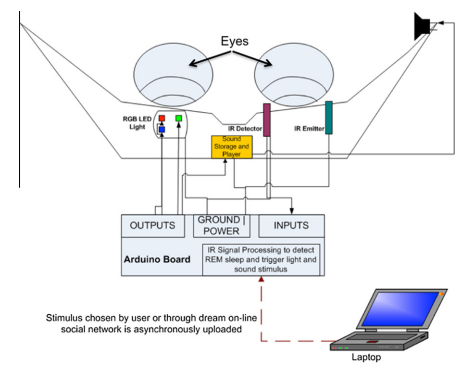 Eyes
RGB LED
Light
IR Detector
IR Emitter
Sound
Storage and
Player
OUTPUTS
GROUND |
POWER
INPUTS
Arduino Board
IR Signal Processing to detect
REM sleep and trigger light and
sound stimulus
Stimulus chosen by user or through dream on-line
social network is asynchronously uploaded
Laptop